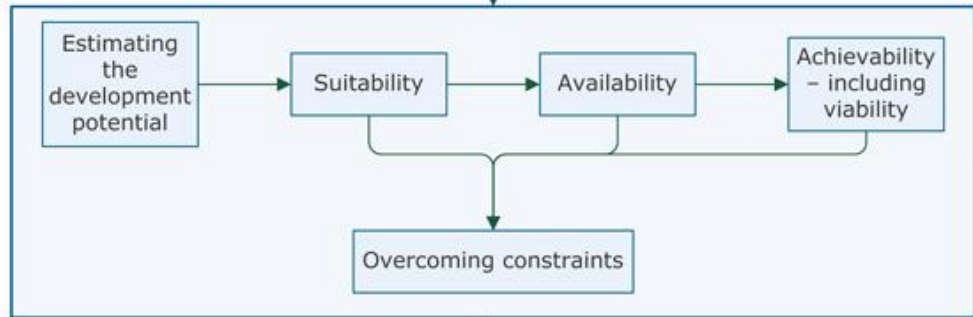 Estimating
the
development
potential
Suitability
Availability
Achievability
– including
viability
Overcoming constraints